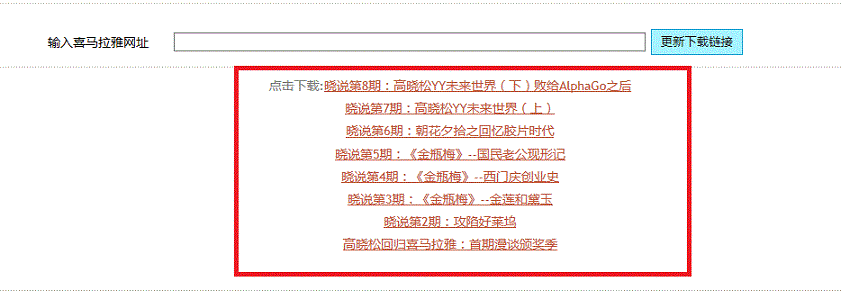 输入喜马拉雅网址 更新下载链接
点击下载:晓说第8期：高晓松YY未来世界（下）败给AlphaGo之后
晓说第7期：高晓松YY未来世界（上）
晓说第6期：朝花夕拾之回忆胶片时代
晓说第5期：《金瓶梅》--国民老公现形记
晓说第4期：《金瓶梅》--西门庆创业史
晓说第3期：《金瓶梅》--金莲和黛玉
晓说第2期：攻陷好莱坞
高晓松回归喜马拉雅：首期漫谈颁奖季